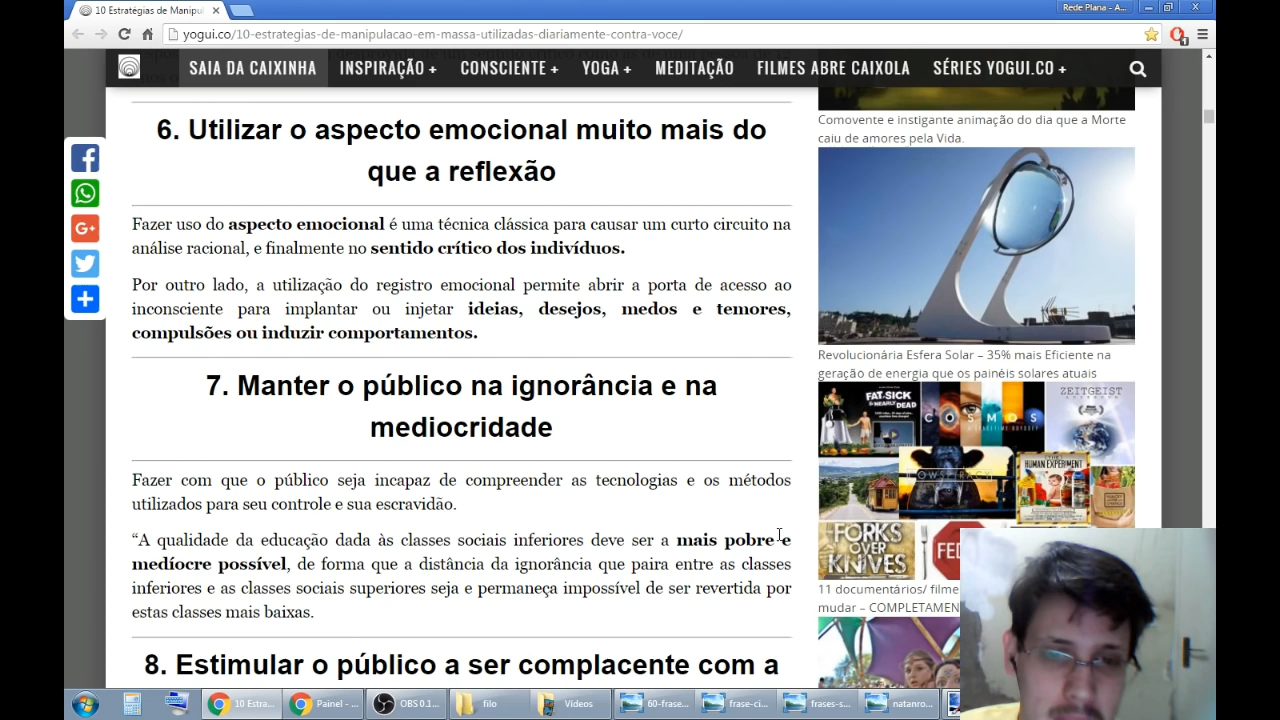 10 Estratégias de Manipul
Rede Plana - A...
yogui.co/10-estrategias-de-manipulacao-em-massa-utilizadas-diariamente-contra-voce/
SAIA DA CAIXINHA INSPIRAÇÃO + CONSCIENTE + YOGA + MEDITAÇÃO FILMES ABRE CAIXOLA SÉRIES YOGUI.CO +
6. Utilizar o aspecto emocional muito mais do
que a reflexão
Fazer uso do aspecto emocional é uma técnica clássica para causar um curto circuito na
análise racional, e finalmente no sentido crítico dos indivíduos.
Por outro lado, a utilização do registro emocional permite abrir a porta de acesso ao
inconsciente para implantar ou injetar ideias, desejos, medos e temores,
compulsões ou induzir comportamentos.
7. Manter o público na ignorância e na
mediocridade
Fazer com que o público seja incapaz de compreender as tecnologias e os métodos
utilizados para seu controle e sua escravidão.
“A qualidade da educação dada às classes sociais inferiores deve ser a mais pobre e
medíocre possível, de forma que a distância da ignorância que paira entre as classes
inferiores e as classes sociais superiores seja e permaneça impossível de ser revertida por
estas classes mais baixas.
8. Estimular o público a ser complacente com a
Comovente e instigante animação do dia que a Morte
caiu de amores pela Vida.
Revolucionária Esfera Solar – 35% mais Eficiente na
geração de energia que os painéis solares atuais
FAT, SICK
& NEARLY DEAD
COSMOS
ZEITGEIST
COWSPIRACY
HUMAN EXPERIMENT
FORKS
OVER
KNIVES
FED
11 documentários/ filme
mudar – COMPLETAMEN
10 Estra... Painel - ... OBS 0.1... filo Vídeos 60-frase... frase-ci... frases-s... natanro...